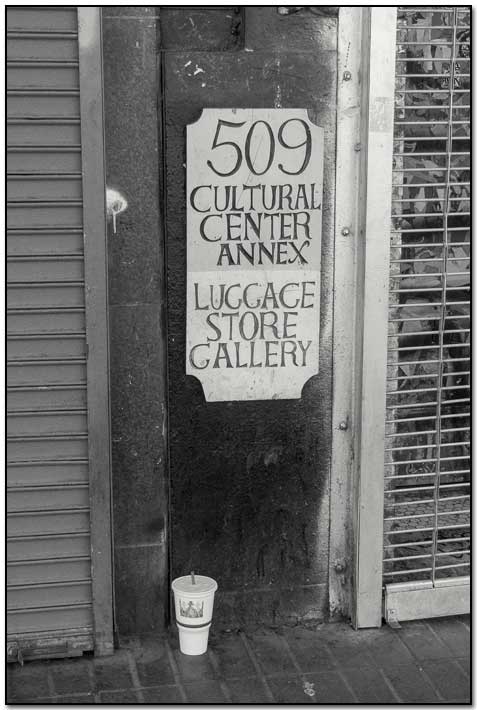 509
CULTURAL
CENTER
ANNEX
LUGGAGE
STORE
GALLERY